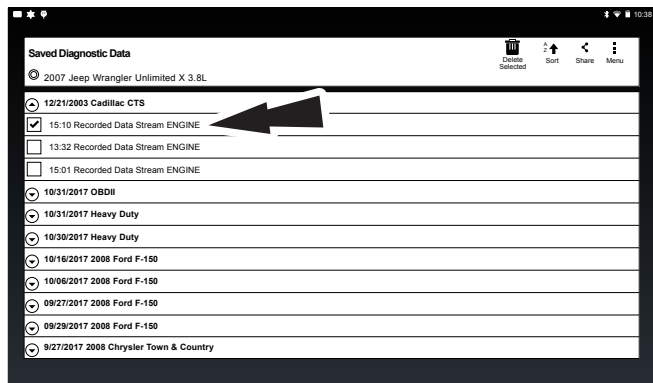 10:38
Saved Diagnostic Data
2007 Jeep Wrangler Unlimited X 3.8L
Delete
Selected
A
Z
Sort
Share
Menu
12/21/2003 Cadillac CTS
15:10 Recorded Data Stream ENGINE
13:32 Recorded Data Stream ENGINE
15:01 Recorded Data Stream ENGINE
10/31/2017 OBDII
10/31/2017 Heavy Duty
10/30/2017 Heavy Duty
10/16/2017 2008 Ford F-150
10/06/2017 2008 Ford F-150
09/27/2017 2008 Ford F-150
09/29/2017 2008 Ford F-150
9/27/2017 2008 Chrysler Town & Country